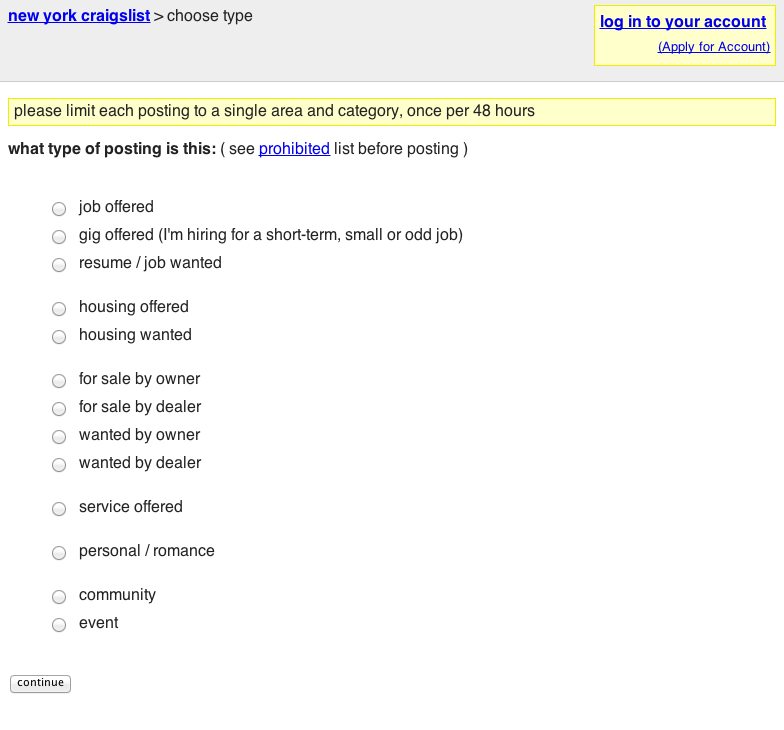 new york craigslist > choose type
log in to your account
(Apply for Account)
please limit each posting to a single area and category, once per 48 hours
what type of posting is this: ( see prohibited list before posting )
job offered
gig offered (I'm hiring for a short-term, small or odd job)
resume / job wanted
housing offered
housing wanted
for sale by owner
for sale by dealer
wanted by owner
wanted by dealer
service offered
personal / romance
community
event
continue